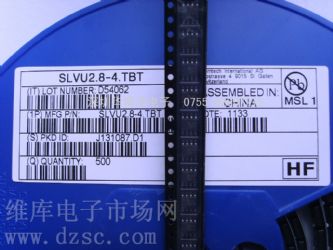 SLVU2.8-4.TBT
(1T) LOT NUMBER: D54062
(1P) MFG P/N: SLVU2.8-4.TBT
(S) PKG ID: J131087.D1
(Q) QUANTITY: 500
ASSEMBLED IN:
CHINA
1133
MSL 1
HF
维库电子市场网
www.dzsc.com